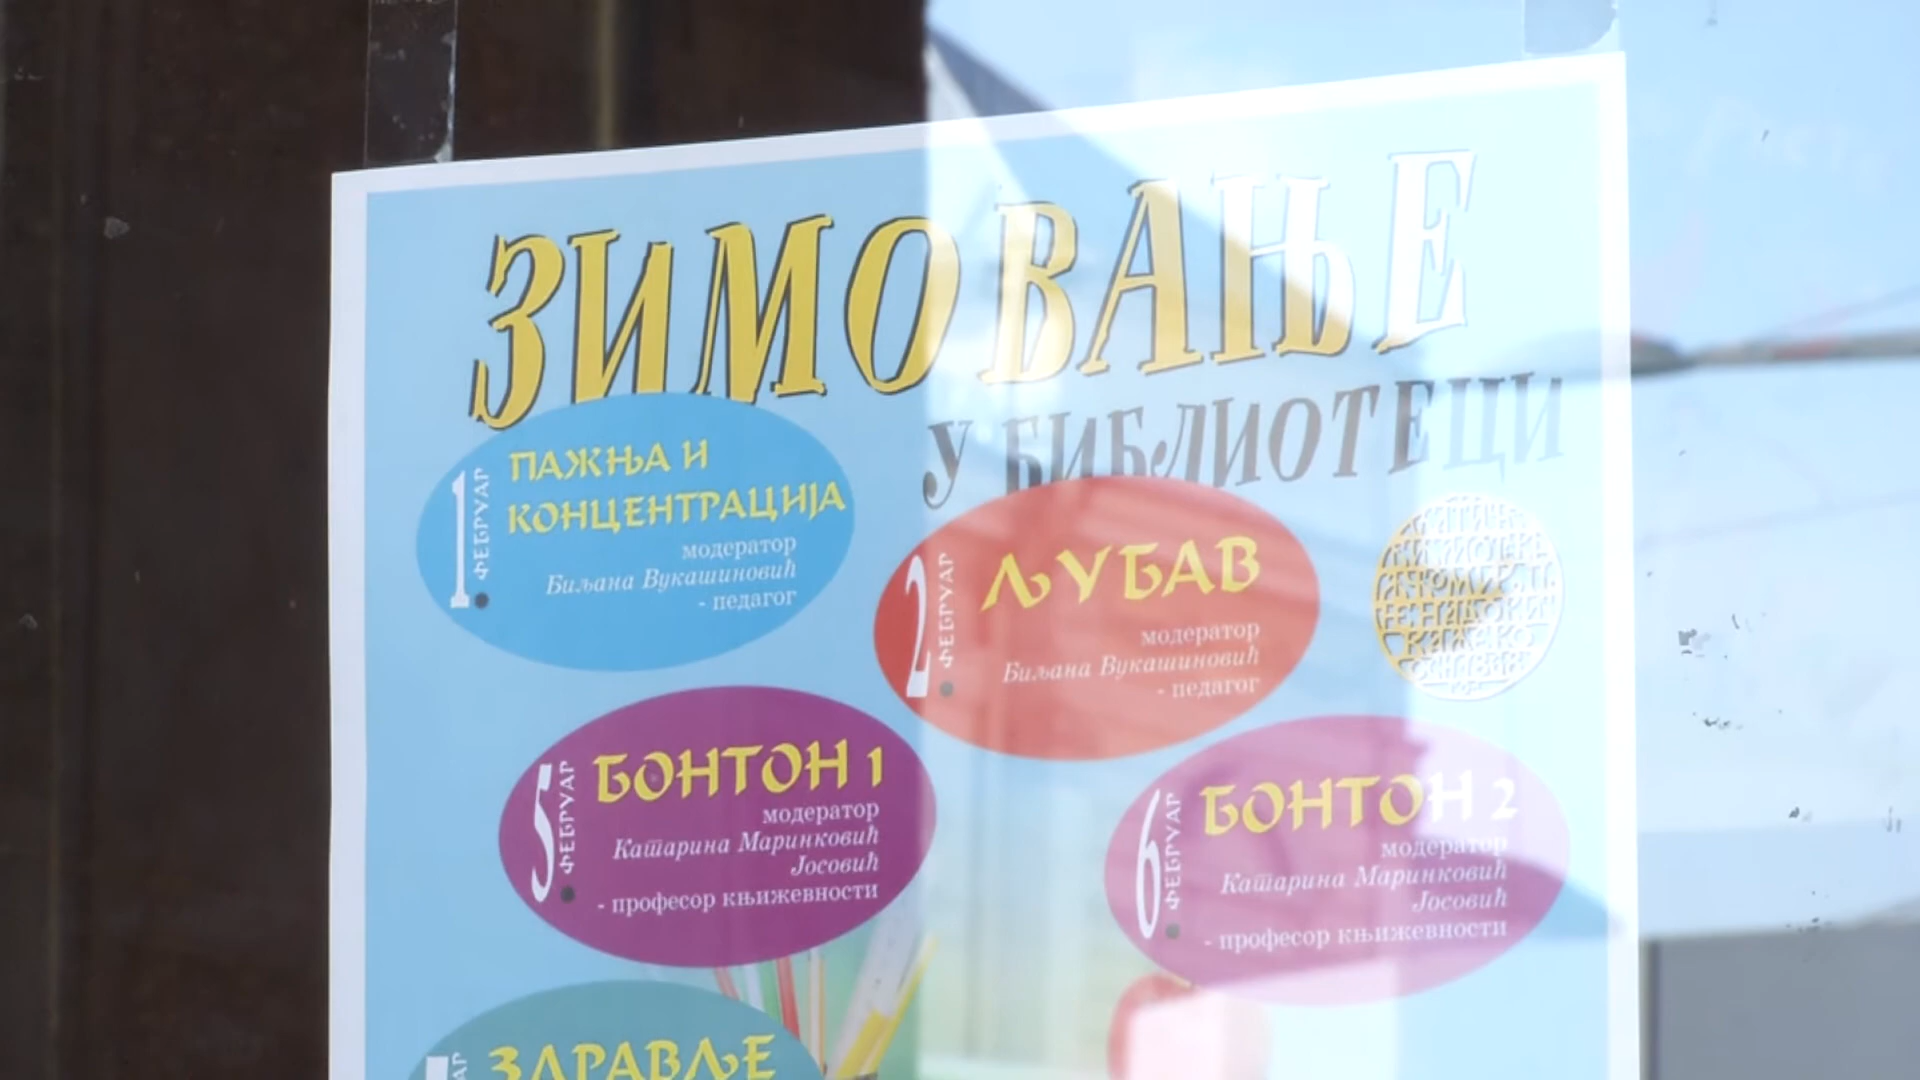 ЗИМОВАЊЕ
У БИБЛИОТЕЦИ
1. ФЕБРУАР
ПАЖЊА И
КОНЦЕНТРАЦИЈА
модератор
Биљана Вукашиновић
- педагог
2. ФЕБРУАР
ЉУБАВ
модератор
Биљана Вукашиновић
- педагог
5. ФЕБРУАР
БОНТОН 1
модератор
Катарина Маринковић
Јосовић
- професор књижевности
6. ФЕБРУАР
БОНТОН 2
модератор
Катарина Маринковић
Јосовић
- професор књижевности
ЗДРАВЉЕ